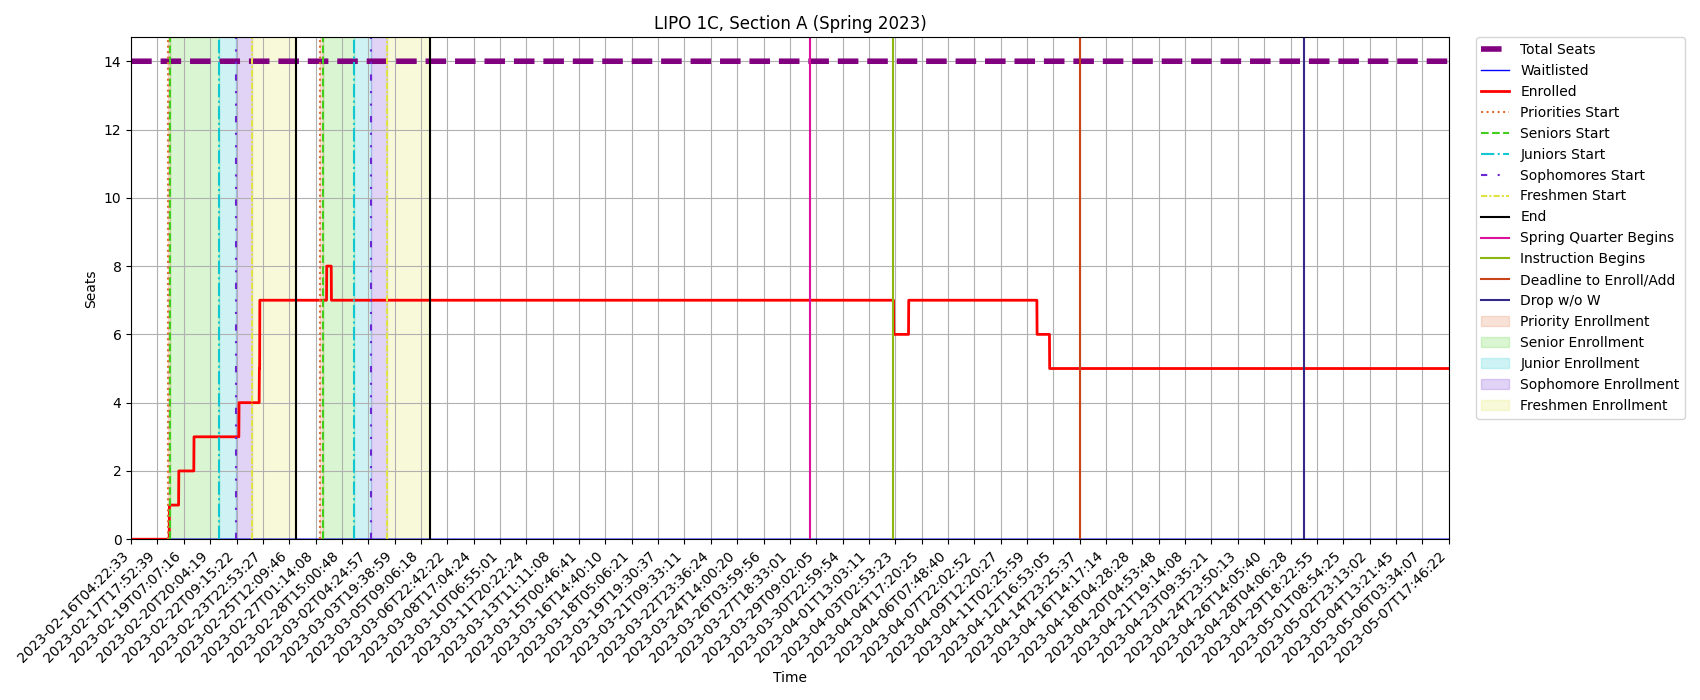 LIPO 1C, Section A (Spring 2023)
Seats
14
12
10
8
6
4
2
0
2023-02-16T04:22:33
2023-02-17T17:52:39
2023-02-19T07:07:16
2023-02-20T20:04:19
2023-02-22T09:15:22
2023-02-23T22:53:27
2023-02-25T12:09:46
2023-02-27T01:14:08
2023-02-28T15:00:48
2023-03-02T04:24:57
2023-03-03T19:38:59
2023-03-05T09:06:18
2023-03-06T22:42:22
2023-03-08T17:04:24
2023-03-10T06:55:01
2023-03-11T20:22:24
2023-03-13T11:11:08
2023-03-15T00:46:41
2023-03-16T14:40:10
2023-03-18T05:06:21
2023-03-19T19:30:37
2023-03-21T09:33:11
2023-03-22T23:36:24
2023-03-24T14:00:20
2023-03-26T03:59:56
2023-03-27T18:33:01
2023-03-29T09:02:05
2023-03-30T22:59:54
2023-04-01T13:03:11
2023-04-03T02:53:23
2023-04-04T17:20:25
2023-04-06T07:48:40
2023-04-07T22:02:52
2023-04-09T12:20:27
2023-04-11T02:25:59
2023-04-12T16:53:05
2023-04-14T23:25:37
2023-04-16T14:17:14
2023-04-18T04:28:28
2023-04-20T04:53:48
2023-04-21T19:14:08
2023-04-23T09:35:21
2023-04-24T23:50:13
2023-04-26T14:05:40
2023-04-28T04:06:28
2023-04-29T18:22:55
2023-05-01T08:54:25
2023-05-02T23:13:02
2023-05-04T13:21:45
2023-05-06T03:34:07
2023-05-07T17:46:22
Time
Total Seats
Waitlisted
Enrolled
Priorities Start
Seniors Start
Juniors Start
Sophomores Start
Freshmen Start
End
Spring Quarter Begins
Instruction Begins
Deadline to Enroll/Add
Drop w/o W
Priority Enrollment
Senior Enrollment
Junior Enrollment
Sophomore Enrollment
Freshmen Enrollment